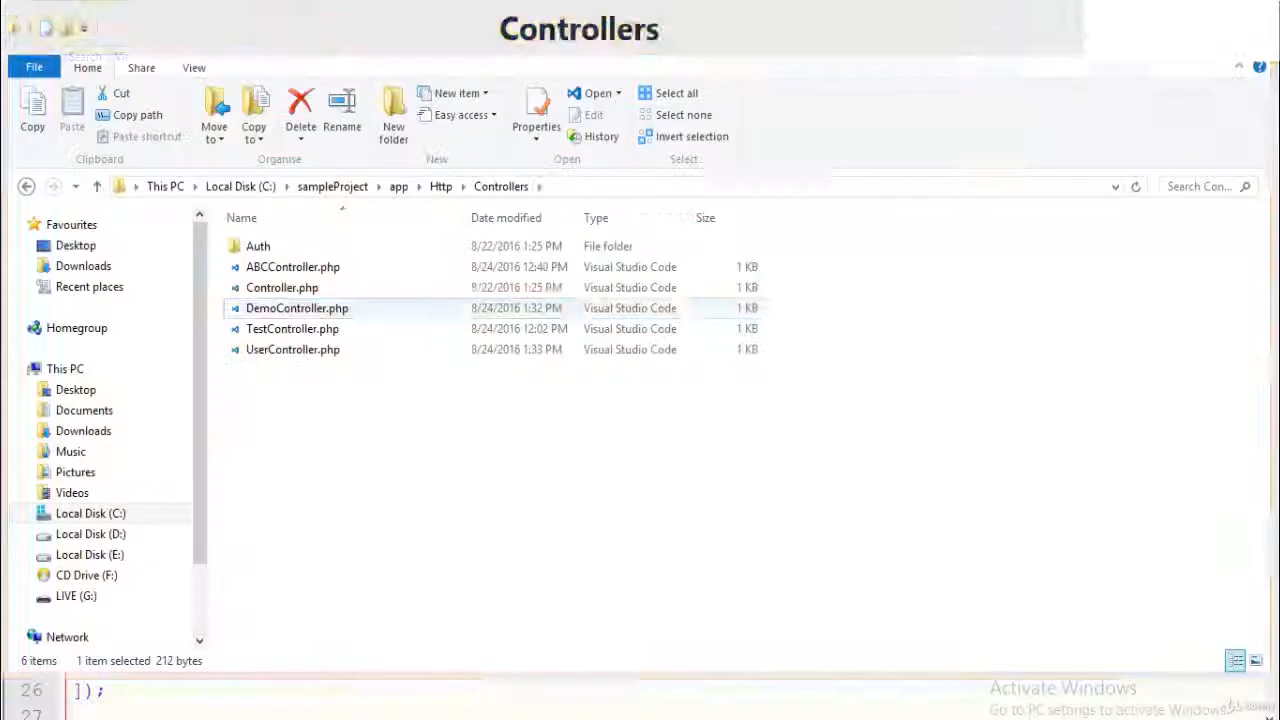 Controllers
Search Vi
File Home Share View
Copy Paste Cut Copy path Paste shortcut Move to Copy to Delete Rename New folder New item Easy access Properties Open Edit History Select all Select none Invert selection
Clipboard Organise New Open Select
This PC Local Disk (C:) sampleProject app Http Controllers Search Con...
Name Date modified Type Size
Favourites
Desktop
Downloads
Recent places
Homegroup
This PC
Desktop
Documents
Downloads
Music
Pictures
Videos
Local Disk (C:)
Local Disk (D:)
Local Disk (E:)
CD Drive (F:)
LIVE (G:)
Network
Auth 8/22/2016 1:25 PM File folder
ABCController.php 8/24/2016 12:40 PM Visual Studio Code 1 KB
Controller.php 8/22/2016 1:25 PM Visual Studio Code 1 KB
DemoController.php 8/24/2016 1:32 PM Visual Studio Code 1 KB
TestController.php 8/24/2016 12:02 PM Visual Studio Code 1 KB
UserController.php 8/24/2016 1:33 PM Visual Studio Code 1 KB
6 items 1 item selected 212 bytes
26 ]);
27
Activate Windows
Go to PC settings to activate Windows.